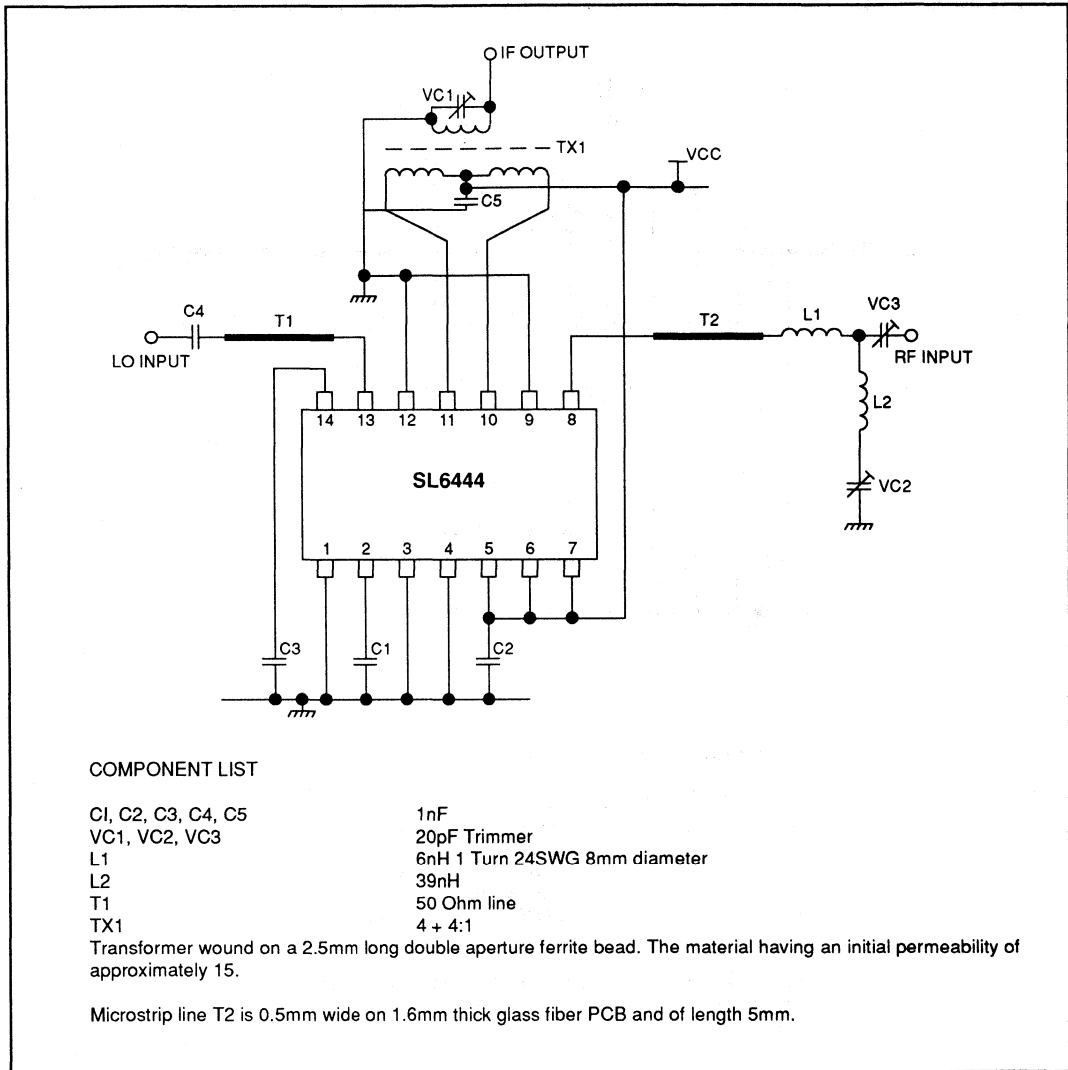 IF OUTPUT
VC1
TX1
VCC
C5
C4
T1
LO INPUT
T2
L1
VC3
RF INPUT
L2
VC2
14 13 12 11 10 9 8
SL6444
1 2 3 4 5 6 7
C3
C1
C2
COMPONENT LIST
CI, C2, C3, C4, C5 1nF
VC1, VC2, VC3 20pF Trimmer
L1 6nH 1 Turn 24SWG 8mm diameter
L2 39nH
T1 50 Ohm line
TX1 4 + 4:1
Transformer wound on a 2.5mm long double aperture ferrite bead. The material having an initial permeability of
approximately 15.
Microstrip line T2 is 0.5mm wide on 1.6mm thick glass fiber PCB and of length 5mm.